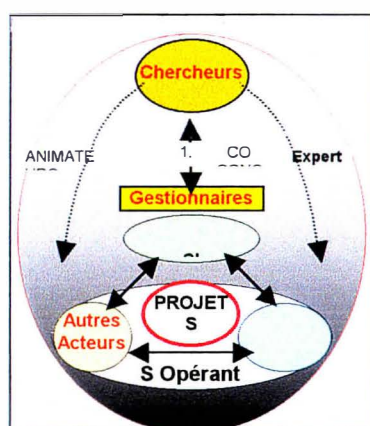 Chercheurs
ANIMATE 1. CO Expert
Gestionnaires
PROJET
S
Autres
Acteurs
S Opérant